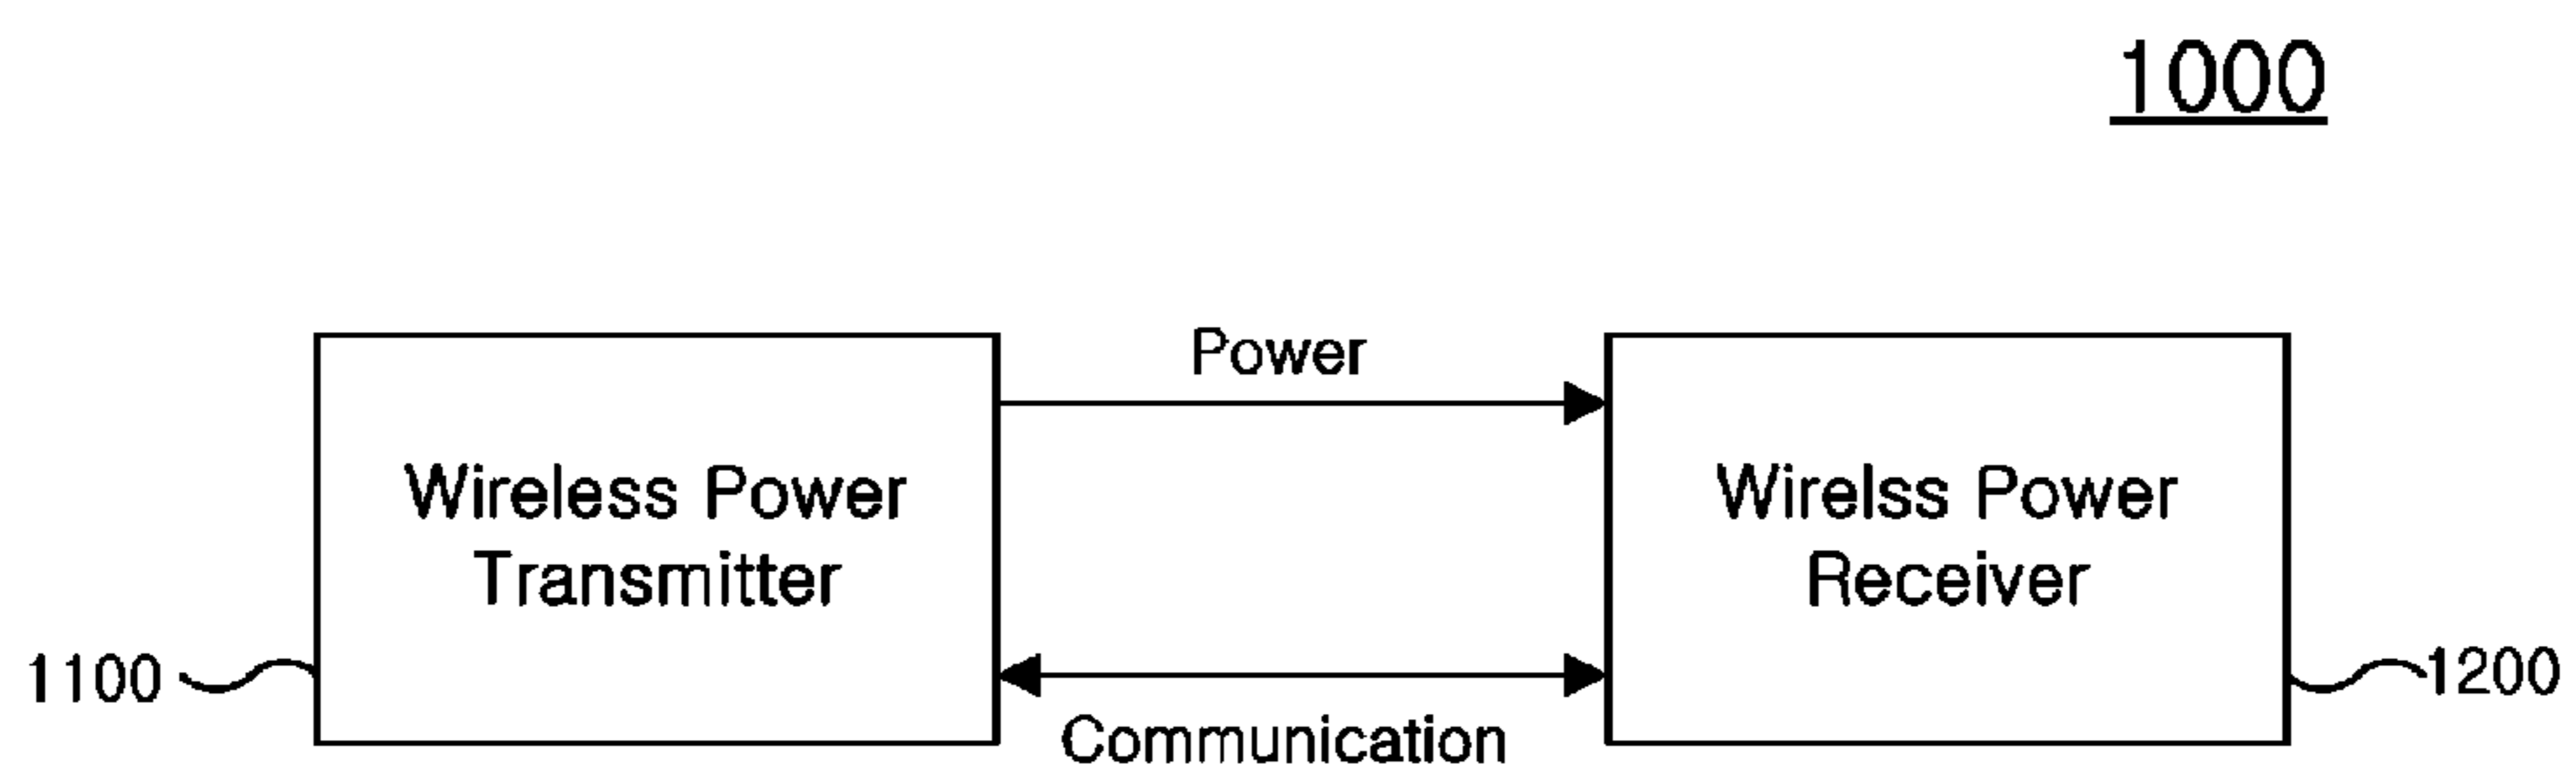 1000
Power
Wireless Power
Transmitter
Wirelss Power
Receiver
1100
1200
Communication